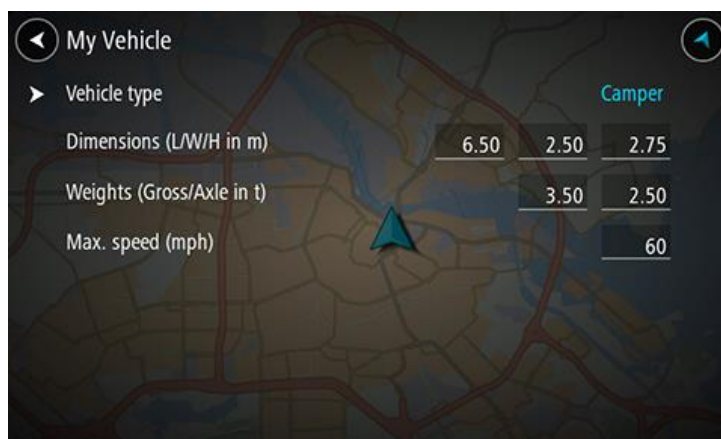 My Vehicle
Vehicle type Camper
Dimensions (L/W/H in m) 6.50 2.50 2.75
Weights (Gross/Axle in t) 3.50 2.50
Max. speed (mph) 60